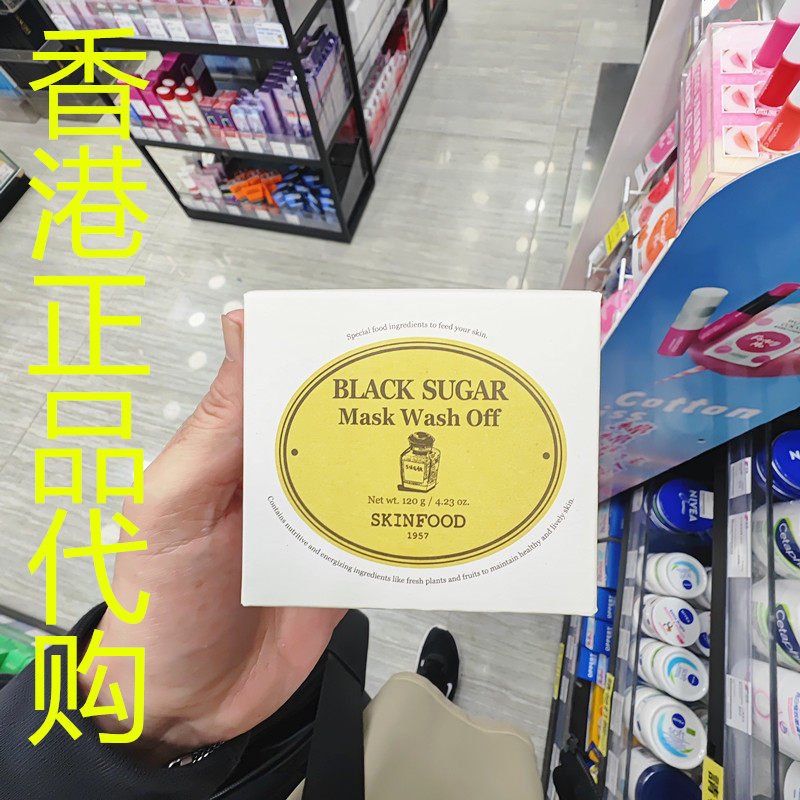 香港正品代购
Special food ingredients to feed your skin.
BLACK SUGAR
Mask Wash Off
SUGAR
Net wt. 120 g / 4.23 oz.
SKINFOOD
1957
Contains nutritive and energizing ingredients like fresh plants and fruits to maintain healthy and lively skin.
Cotton
NIVEA
Cetaphil
soft